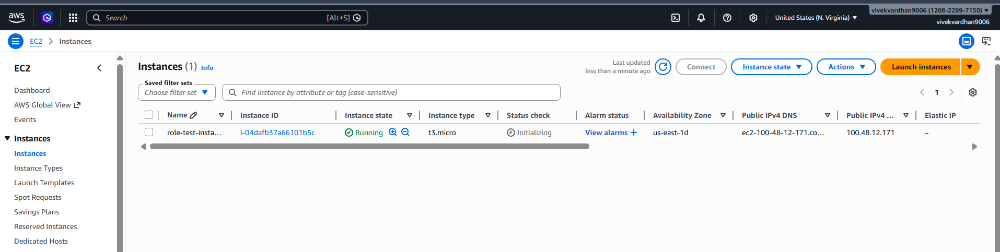 vivekvardhan9006 (1208-2289-7150)
aws
Search [Alt+S]
United States (N. Virginia)
vivekvardhan9006
EC2 Instances
EC2
Dashboard
AWS Global View
Events
Instances
Instances
Instance Types
Launch Templates
Spot Requests
Savings Plans
Reserved Instances
Dedicated Hosts
Instances (1) Info
Last updated
less than a minute ago
Connect
Instance state
Actions
Launch instances
Saved filter sets
Choose filter set
Find Instance by attribute or tag (case-sensitive)
1
Name Instance ID Instance state Instance type Status check Alarm status Availability Zone Public IPv4 DNS Public IPv4 ... Elastic IP
role-test-insta... i-04dafb37a66101b5c Running t3.micro Initializing View alarms + us-east-1d ec2-100-48-12-171.co... 100.48.12.171 –